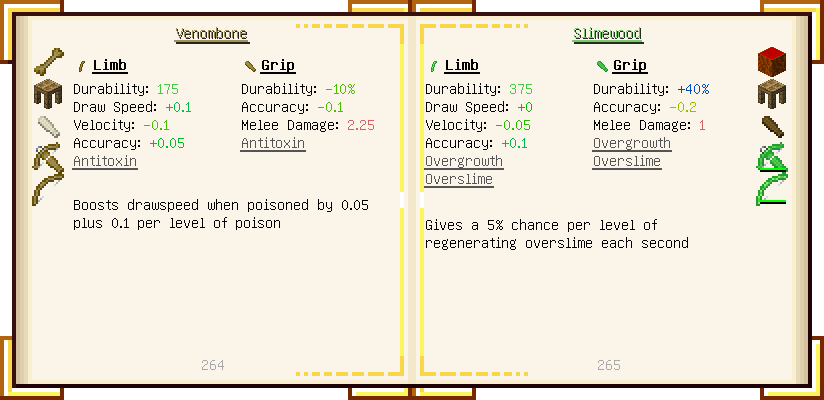 Venombone
Limb
Durability: 175
Draw Speed: +0.1
Velocity: -0.1
Accuracy: +0.05
Antitoxin
Grip
Durability: -10%
Accuracy: -0.1
Melee Damage: 2.25
Antitoxin
Boosts drawspeed when poisoned by 0.05
plus 0.1 per level of poison
264
Slimewood
Limb
Durability: 375
Draw Speed: +0
Velocity: -0.05
Accuracy: +0.1
Overgrowth
Overslime
Grip
Durability: +40%
Accuracy: -0.2
Melee Damage: 1
Overgrowth
Overslime
Gives a 5% chance per level of
regenerating overslime each second
265